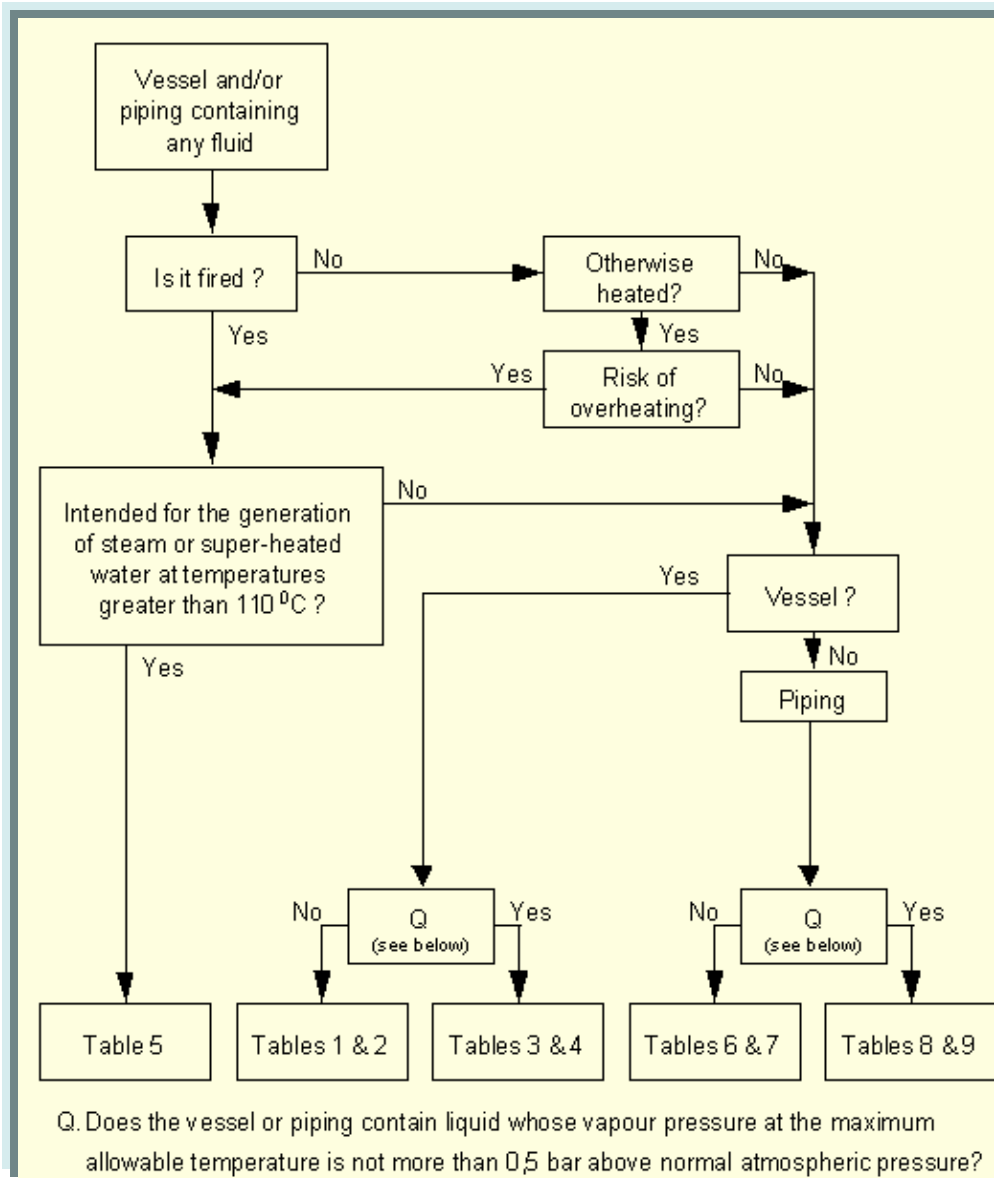 Vessel and/or
piping containing
any fluid
Is it fired ?
No
Otherwise
heated?
No
Yes
Yes
Yes
Risk of
overheating?
No
Intended for the generation
of steam or super-heated
water at temperatures
greater than 110 ⁰C ?
No
Yes
Vessel ?
Yes
No
Piping
No
Q
(see below)
Yes
No
Q
(see below)
Yes
Table 5
Tables 1 & 2
Tables 3 & 4
Tables 6 & 7
Tables 8 & 9
Q. Does the vessel or piping contain liquid whose vapour pressure at the maximum
allowable temperature is not more than 0,5 bar above normal atmospheric pressure?